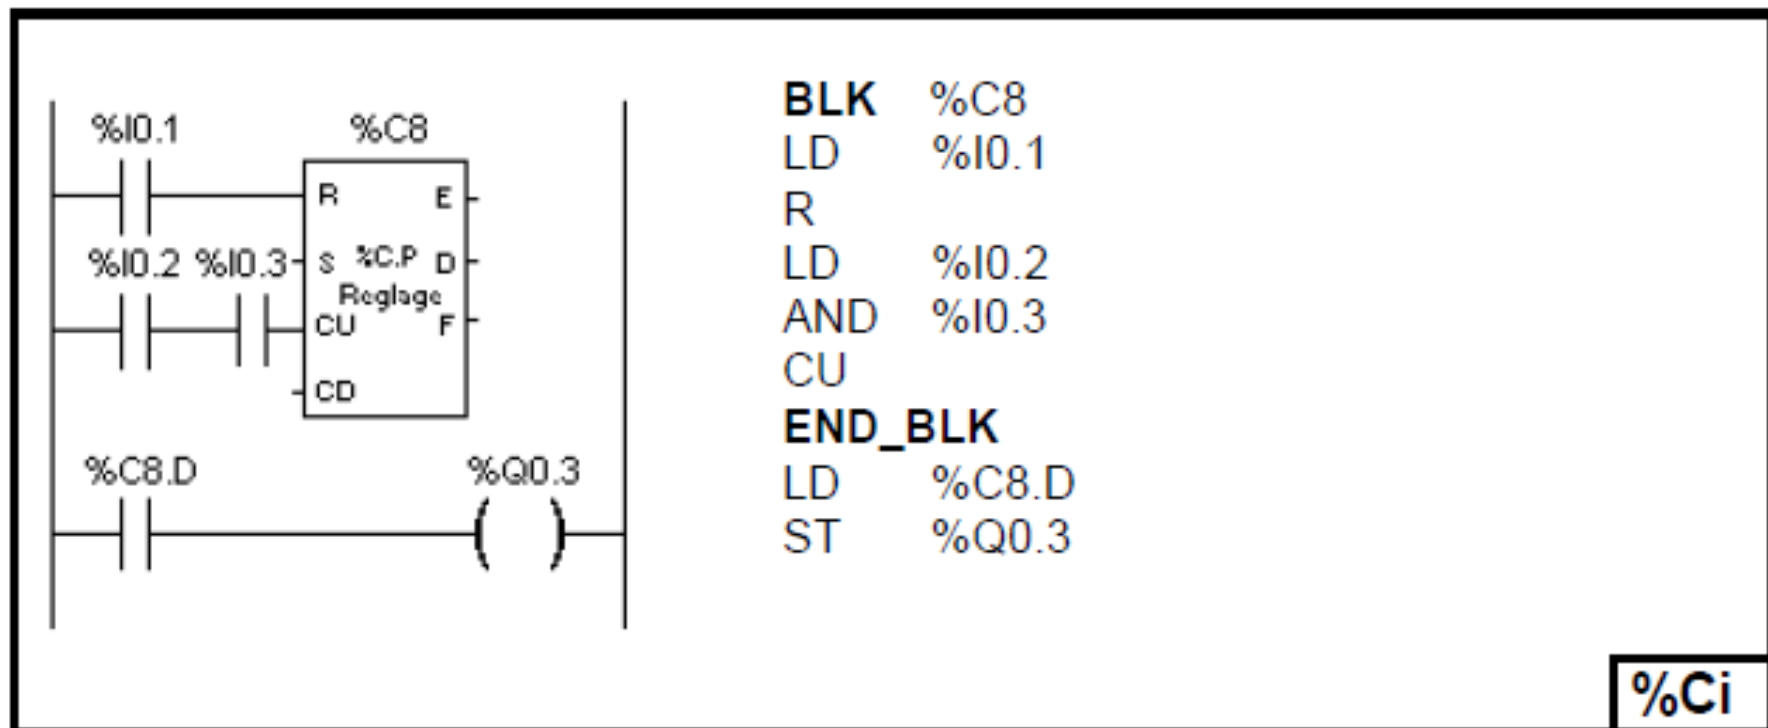 %I0.1 %C8
R E
%I0.2 %I0.3 S %C.P D
Reglage
CU F
CD
%C8.D %Q0.3
BLK %C8
LD %I0.1
R
LD %I0.2
AND %I0.3
CU
END_BLK
LD %C8.D
ST %Q0.3
%Ci